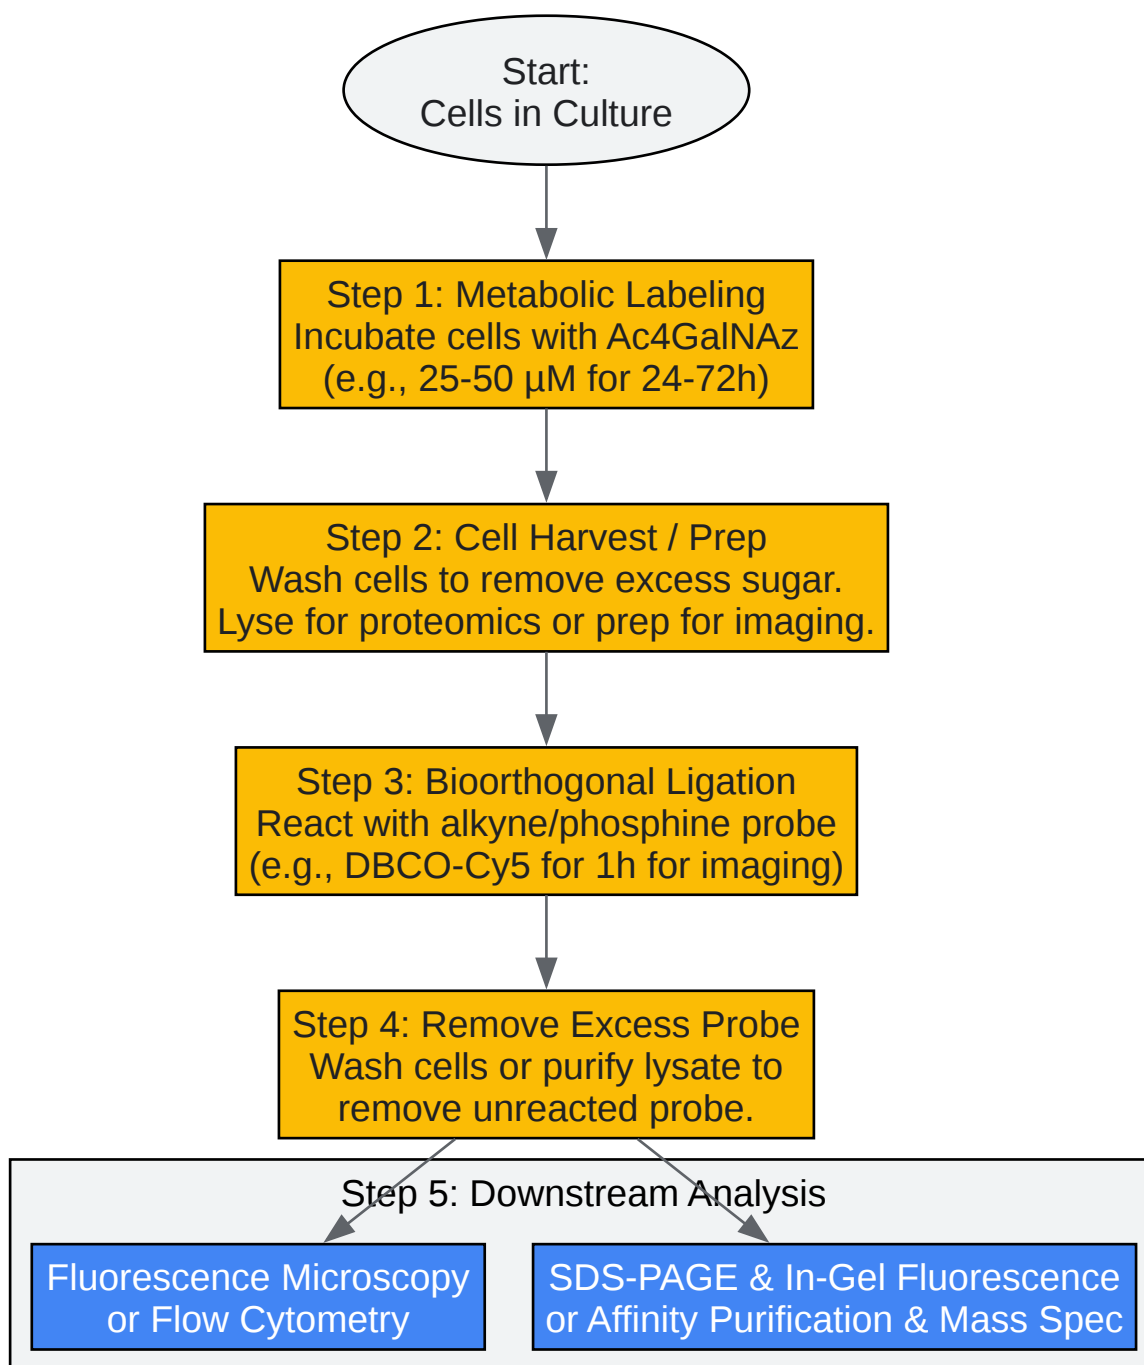 Start:
Cells in Culture
Step 1: Metabolic Labeling
Incubate cells with Ac4GalNAz
(e.g., 25-50 µM for 24-72h)
Step 2: Cell Harvest / Prep
Wash cells to remove excess sugar.
Lyse for proteomics or prep for imaging.
Step 3: Bioorthogonal Ligation
React with alkyne/phosphine probe
(e.g., DBCO-Cy5 for 1h for imaging)
Step 4: Remove Excess Probe
Wash cells or purify lysate to
remove unreacted probe.
Step 5: Downstream Analysis
Fluorescence Microscopy
or Flow Cytometry
SDS-PAGE & In-Gel Fluorescence
or Affinity Purification & Mass Spec